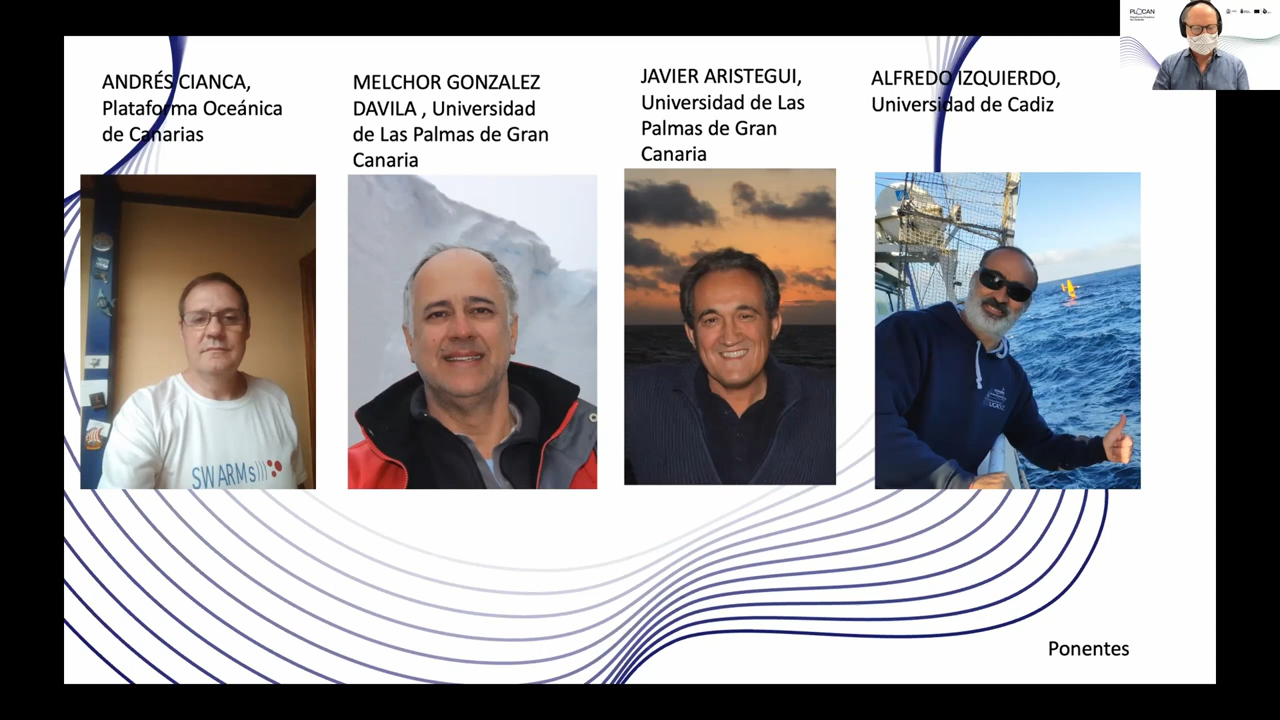 ANDRÉS CIANCA,
Plataforma Oceánica
de Canarias
MELCHOR GONZALEZ
DAVILA , Universidad
de Las Palmas de Gran
Canaria
JAVIER ARISTEGUI,
Universidad de Las
Palmas de Gran
Canaria
ALFREDO IZQUIERDO,
Universidad de Cadiz
PLOCAN
SWARMs)))
Ponentes